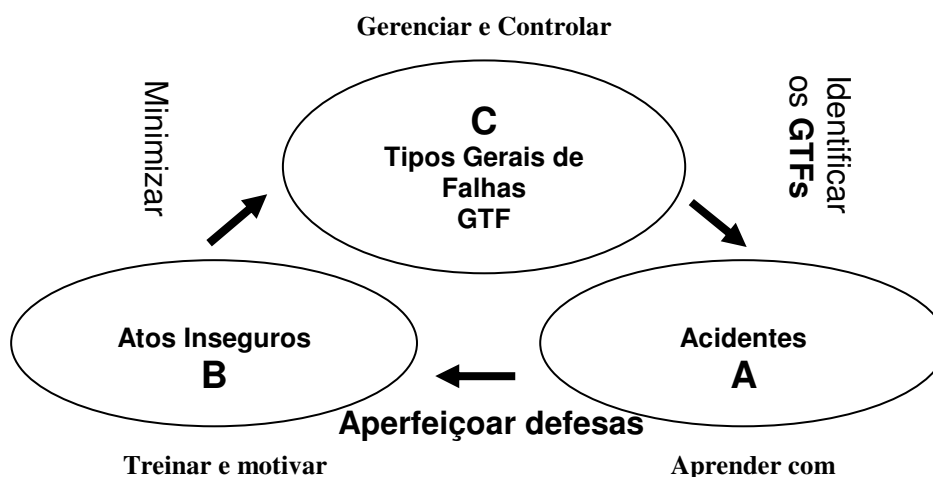 Gerenciar e Controlar
Minimizar
Identificar
os GTFs
C
Tipos Gerais de
Falhas
GTF
Atos Inseguros
B
Acidentes
A
Aperfeiçoar defesas
Treinar e motivar
Aprender com